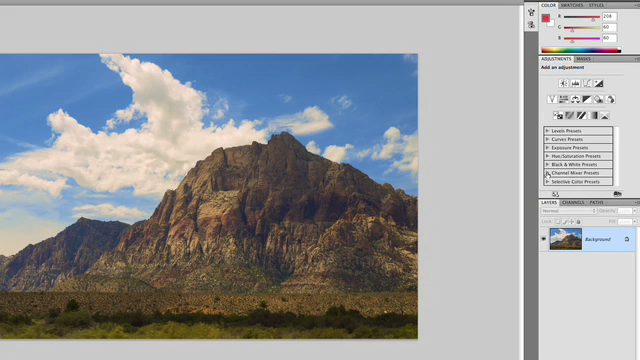 COLOR SWATCHES STYLES
R 208
G 60
B 60
ADJUSTMENTS MASKS
Add an adjustment
Levels Presets
Curves Presets
Exposure Presets
Hue/Saturation Presets
Black & White Presets
Channel Mixer Presets
Selective Color Presets
LAYERS CHANNELS PATHS
Normal Opacity:
Lock: Fill:
Background